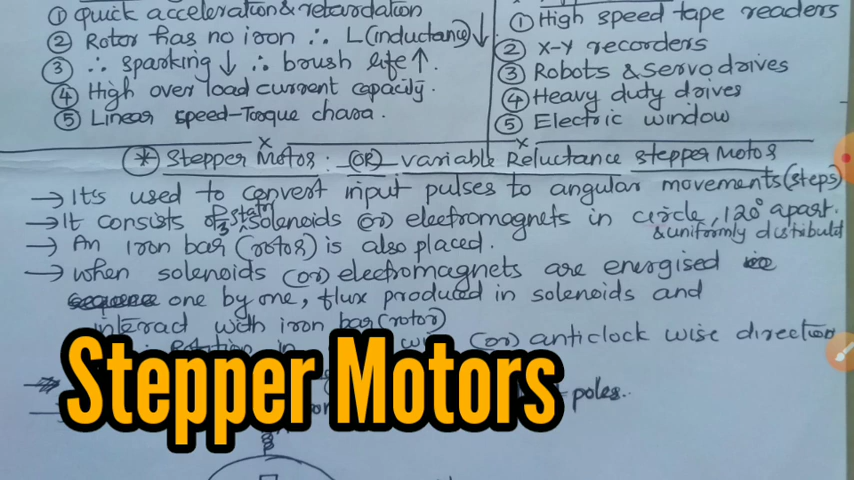 ① Quick acceleration & retardation
② Rotor has no iron ∴ L(inductance)↓
③ ∴ sparking ↓ ∴ brush life ↑.
④ High over load current capacity.
⑤ Linear speed-Torque chara.
① High speed tape readers
② X-Y recorders
③ Robots & servo drives
④ Heavy duty drives
⑤ Electric window
* Stepper Motor: (OR) variable Reluctance stepper Motor
→ It's used to convert input pulses to angular movements (steps)
→ It consists of 3 stator solenoids (or) electromagnets in circle, 120° apart.
& uniformly distributd
→ An iron bar (rotor) is also placed.
→ when solenoids (or) electromagnets are energised
one by one, flux produced in solenoids and
interact with iron bar (rotor)
rotation in (or) anticlock wise direction
poles.
Stepper Motors